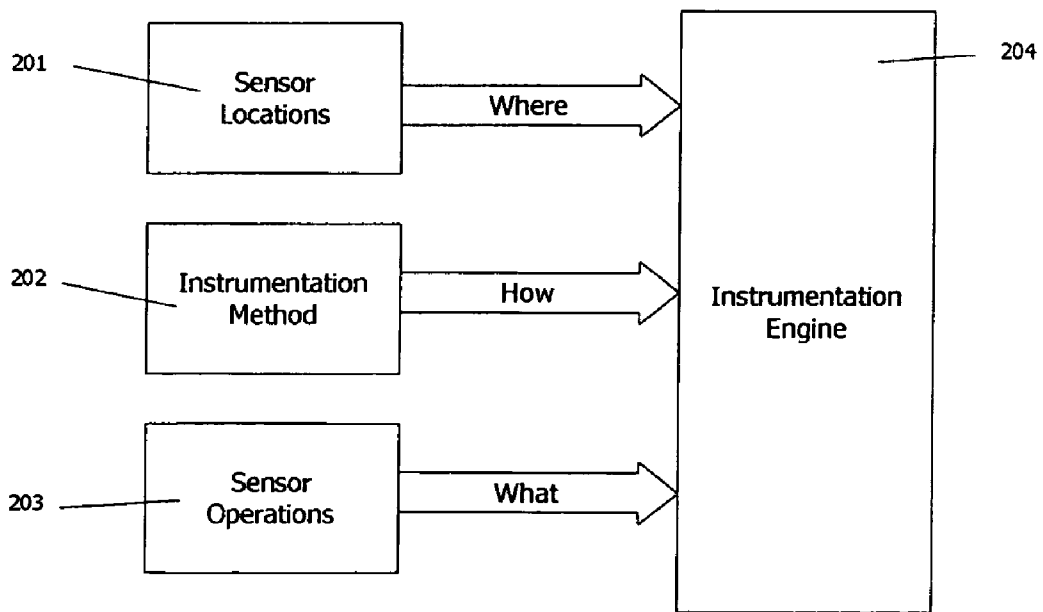 201
Sensor
Locations
Where
204
202
Instrumentation
Method
How
Instrumentation
Engine
203
Sensor
Operations
What